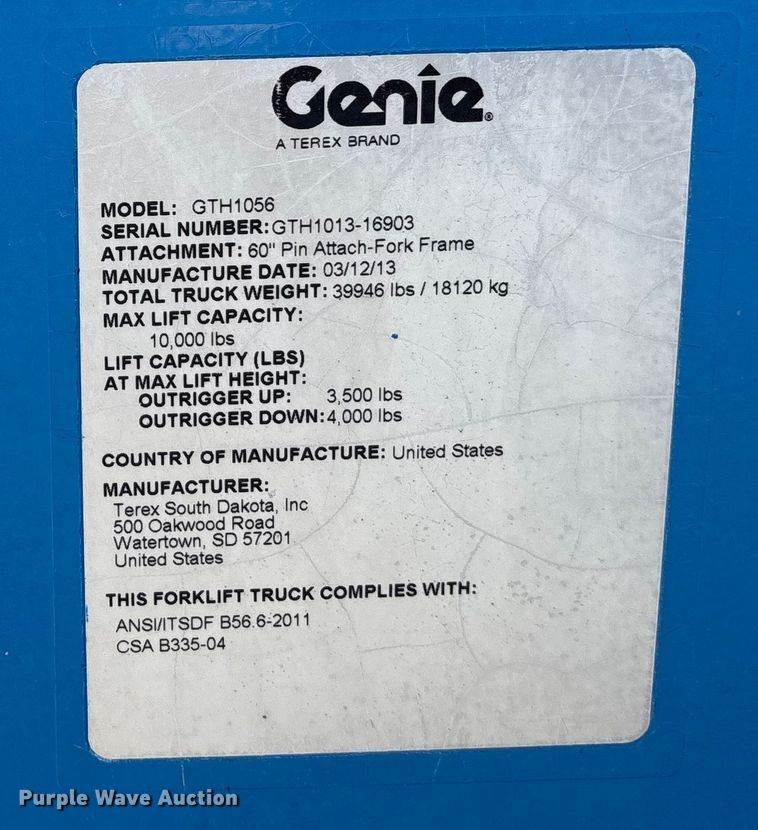 Genie®
A TEREX BRAND
MODEL: GTH1056
SERIAL NUMBER:GTH1013-16903
ATTACHMENT: 60" Pin Attach-Fork Frame
MANUFACTURE DATE: 03/12/13
TOTAL TRUCK WEIGHT: 39946 lbs / 18120 kg
MAX LIFT CAPACITY:
10,000 lbs
LIFT CAPACITY (LBS)
AT MAX LIFT HEIGHT:
OUTRIGGER UP: 3,500 lbs
OUTRIGGER DOWN:4,000 lbs
COUNTRY OF MANUFACTURE: United States
MANUFACTURER:
Terex South Dakota, Inc
500 Oakwood Road
Watertown, SD 57201
United States
THIS FORKLIFT TRUCK COMPLIES WITH:
ANSI/ITSDF B56.6-2011
CSA B335-04
Purple Wave Auction